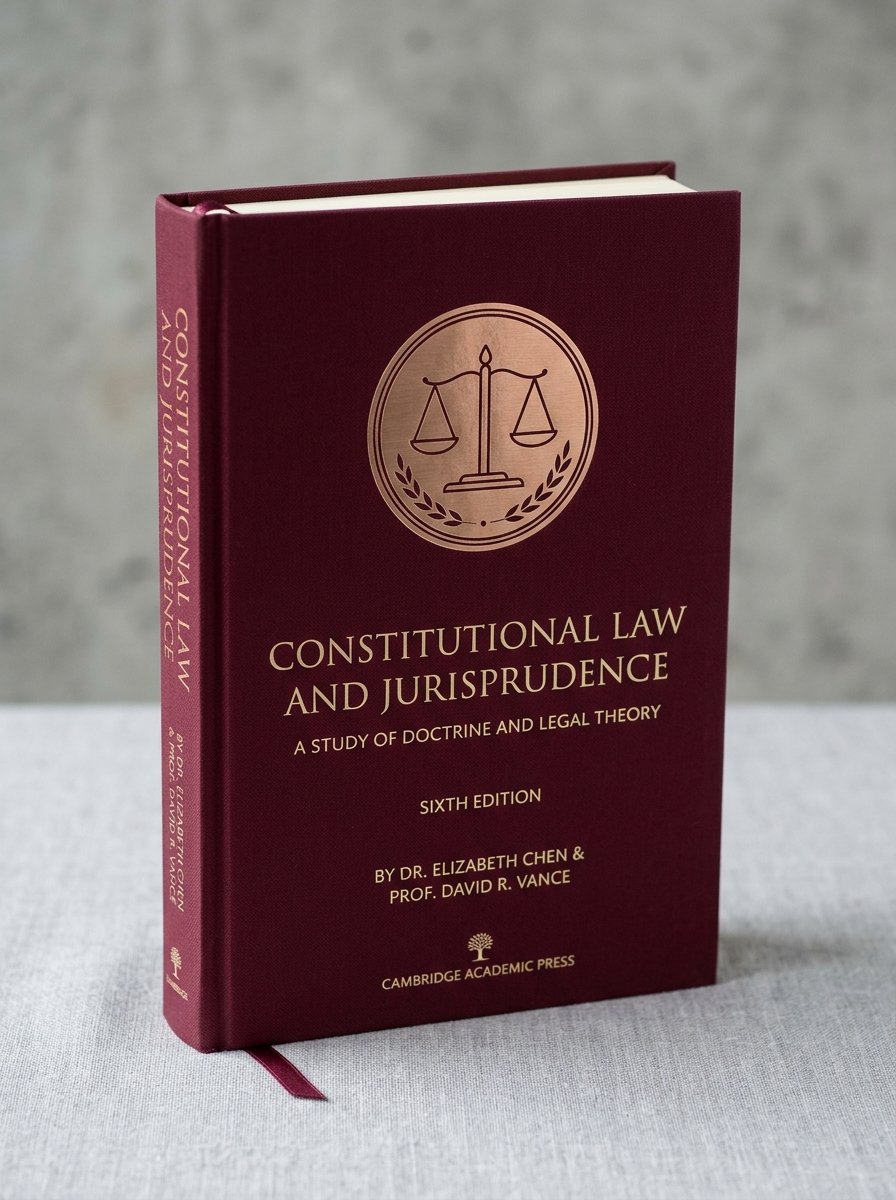 CONSTITUTIONAL LAW
AND JURISPRUDENCE
A STUDY OF DOCTRINE AND LEGAL THEORY
SIXTH EDITION
BY DR. ELIZABETH CHEN &
PROF. DAVID R. VANCE
CAMBRIDGE ACADEMIC PRESS
CONSTITUTIONAL LAW
AND JURISPRUDENCE
BY DR. ELIZABETH CHEN
& PROF. DAVID R. VANCE